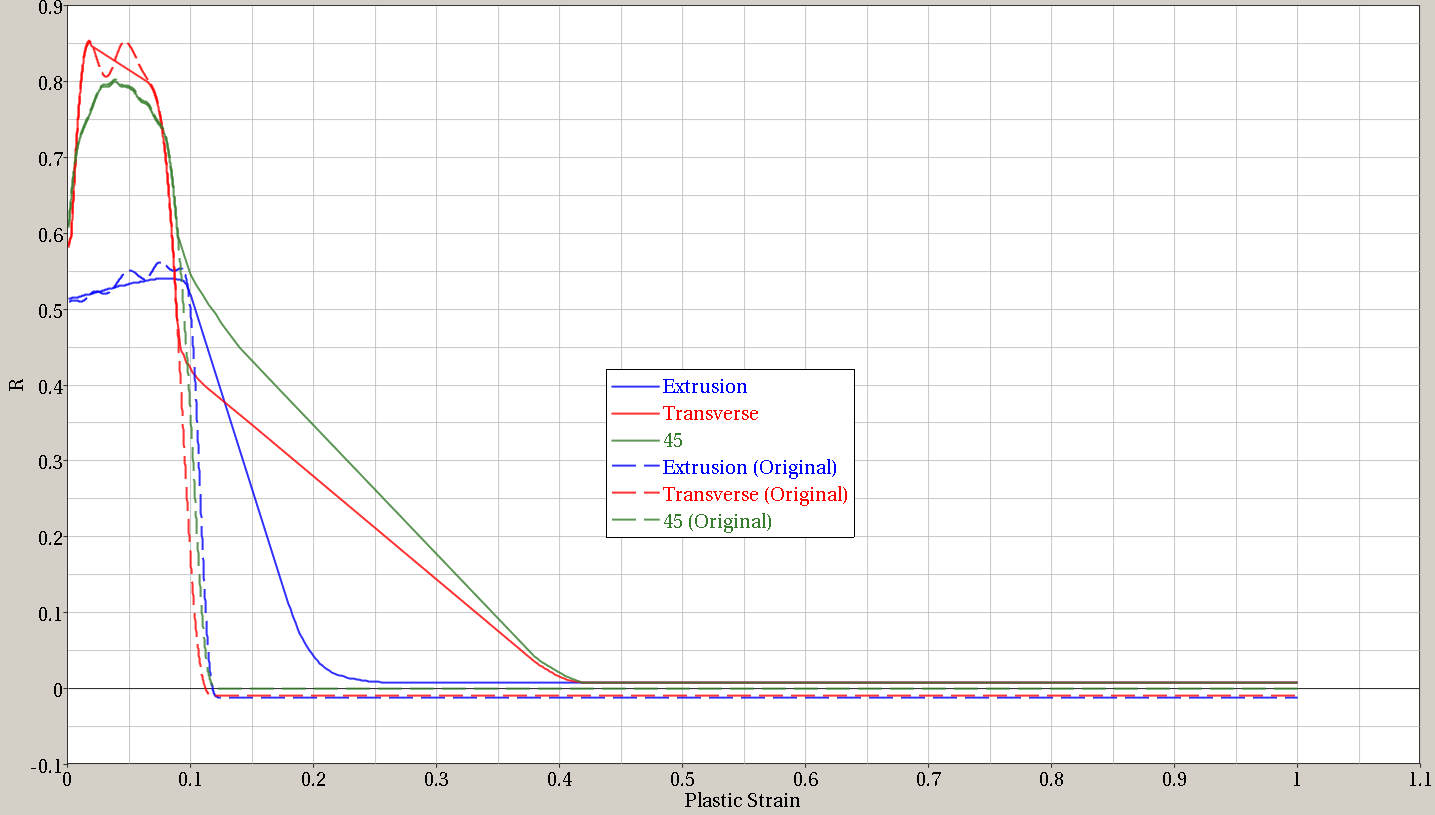 0.9
0.8
0.7
0.6
0.5
0.4
0.3
0.2
0.1
0
-0.1
R
Extrusion
Transverse
45
Extrusion (Original)
Transverse (Original)
45 (Original)
0 0.1 0.2 0.3 0.4 0.5 0.6 0.7 0.8 0.9 1 1.1
Plastic Strain